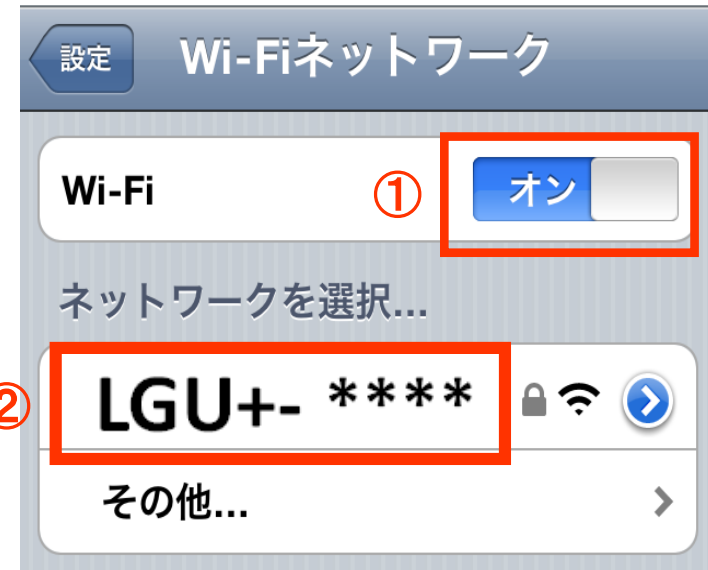 設定 Wi-Fiネットワーク
Wi-Fi ① オン
ネットワークを選択...
② LGU+- ****
その他...